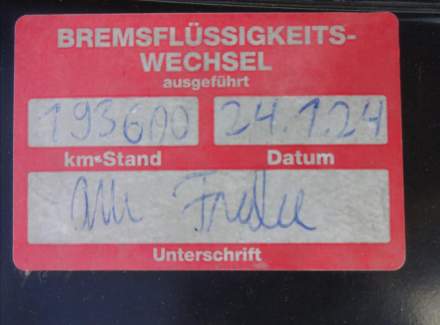 BREMSFLÜSSIGKEITS-
WECHSEL
ausgeführt
193600 24.1.24
km-Stand Datum
Unterschrift